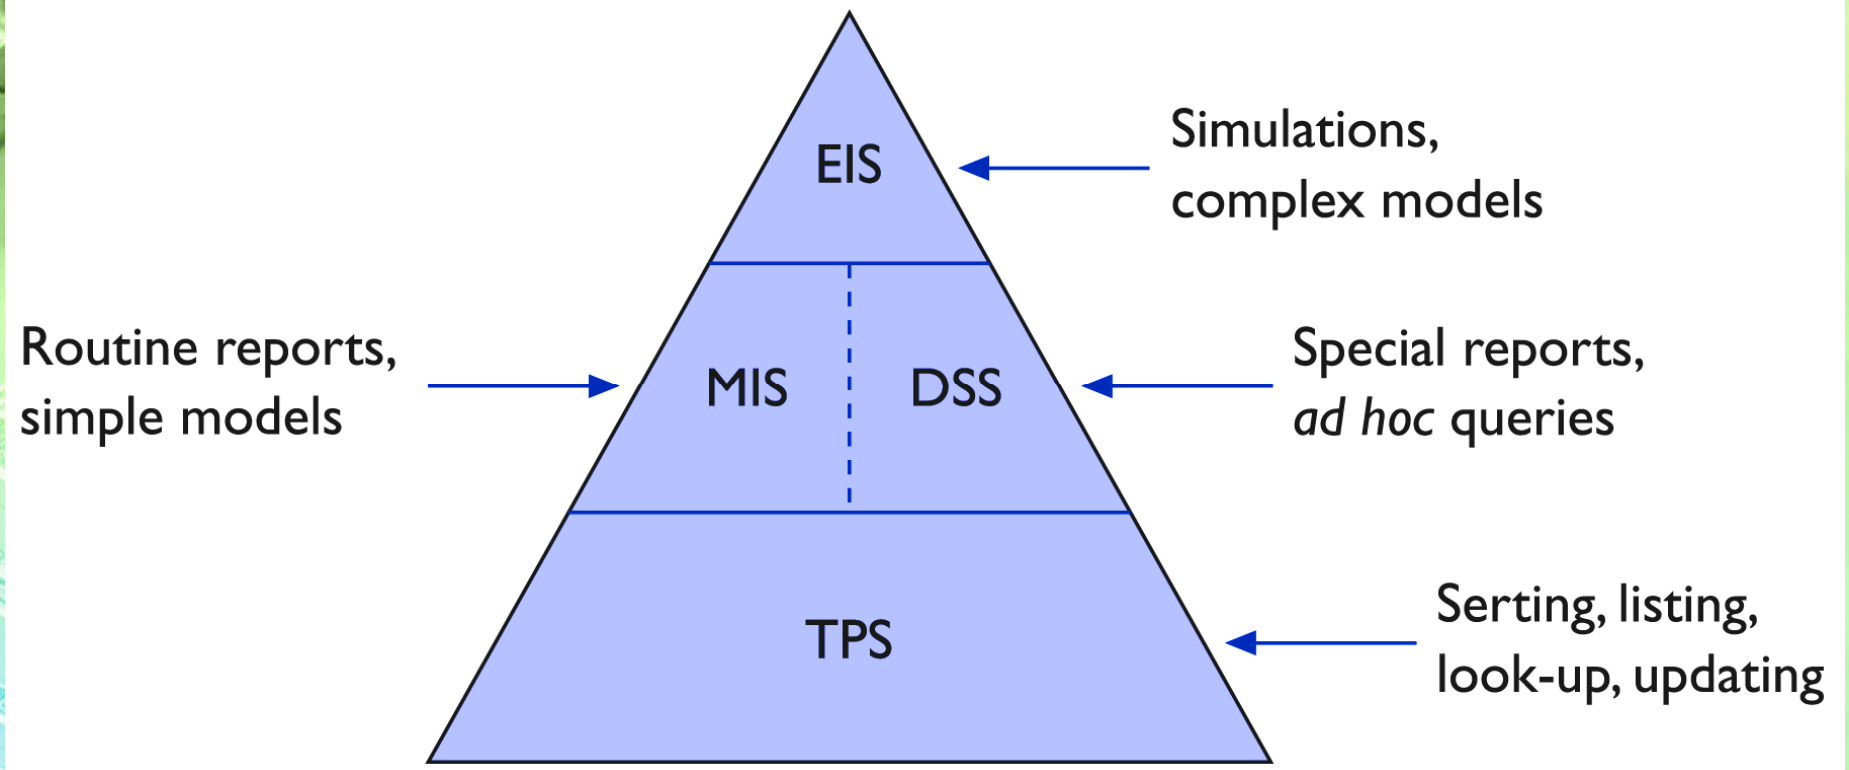 EIS
Simulations,
complex models
Routine reports,
simple models
MIS
DSS
Special reports,
ad hoc queries
TPS
Serting, listing,
look-up, updating